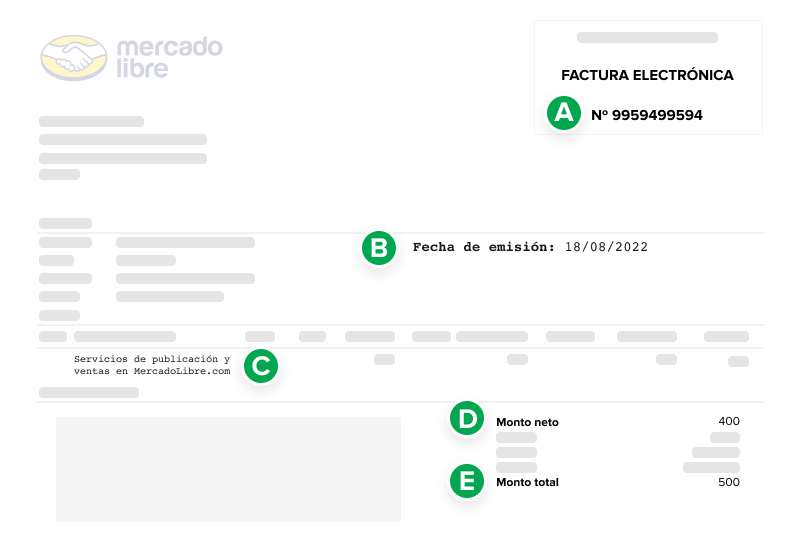 mercado
libre
FACTURA ELECTRÓNICA
A Nº 9959499594
B Fecha de emisión: 18/08/2022
Servicios de publicación y
ventas en MercadoLibre.com
C
D Monto neto 400
E Monto total 500